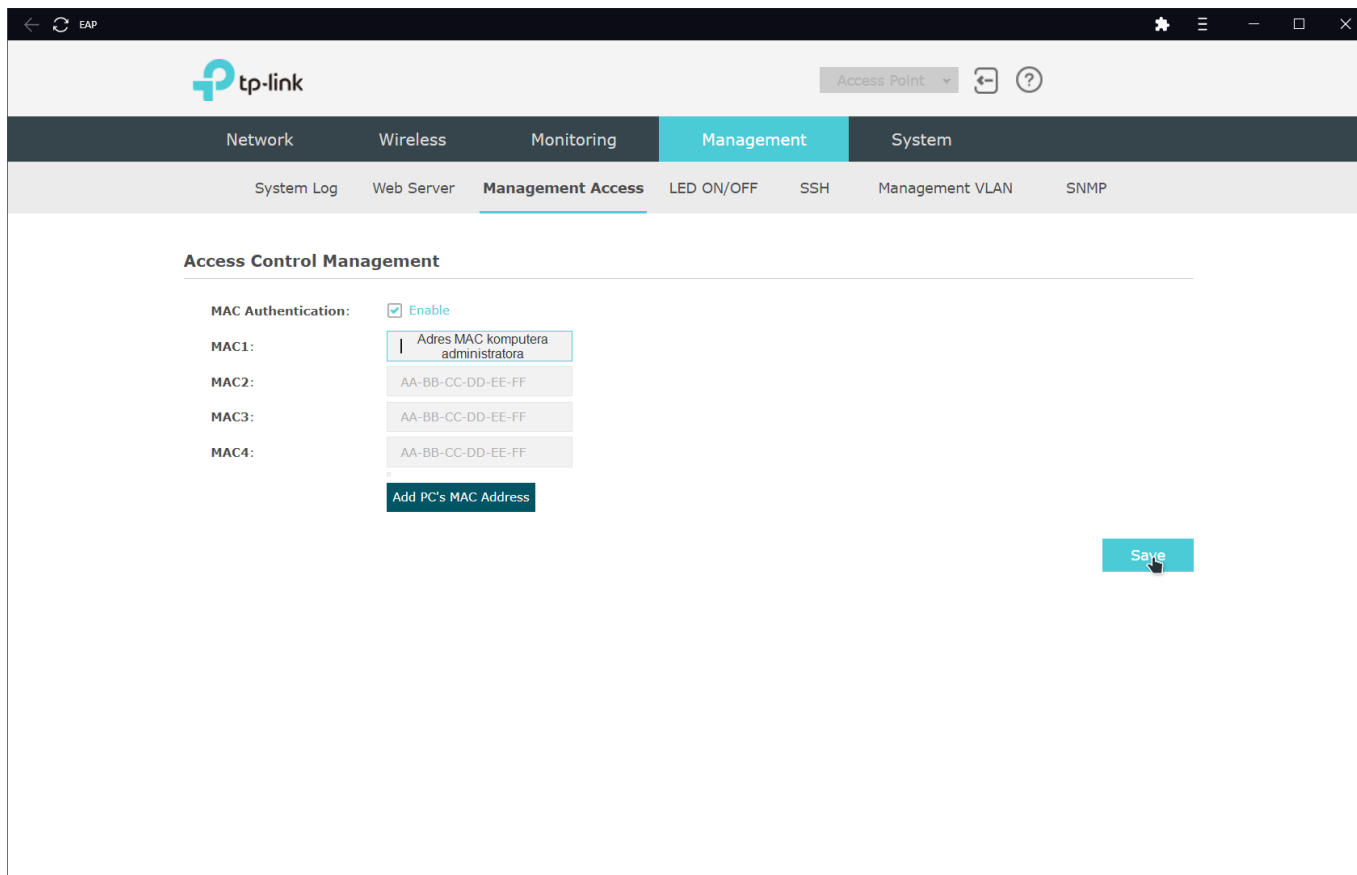 EAP
tp-link
Access Point
?
Network Wireless Monitoring Management System
System Log Web Server Management Access LED ON/OFF SSH Management VLAN SNMP
Access Control Management
MAC Authentication: Enable
MAC1: Adres MAC komputera
administratora
MAC2: AA-BB-CC-DD-EE-FF
MAC3: AA-BB-CC-DD-EE-FF
MAC4: AA-BB-CC-DD-EE-FF
Add PC's MAC Address
Save